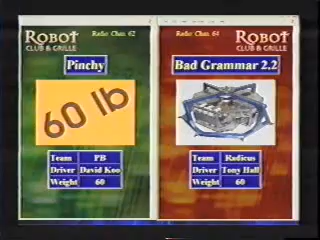 ROBOT
CLUB & GRILLE
Radio Chan 62
Pinchy
60 lb
Team PB
Driver David Koo
Weight 60
Radio Chan 64
ROBOT
CLUB & GRILLE
Bad Grammar 2.2
Team Radicus
Driver Tony Hall
Weight 60